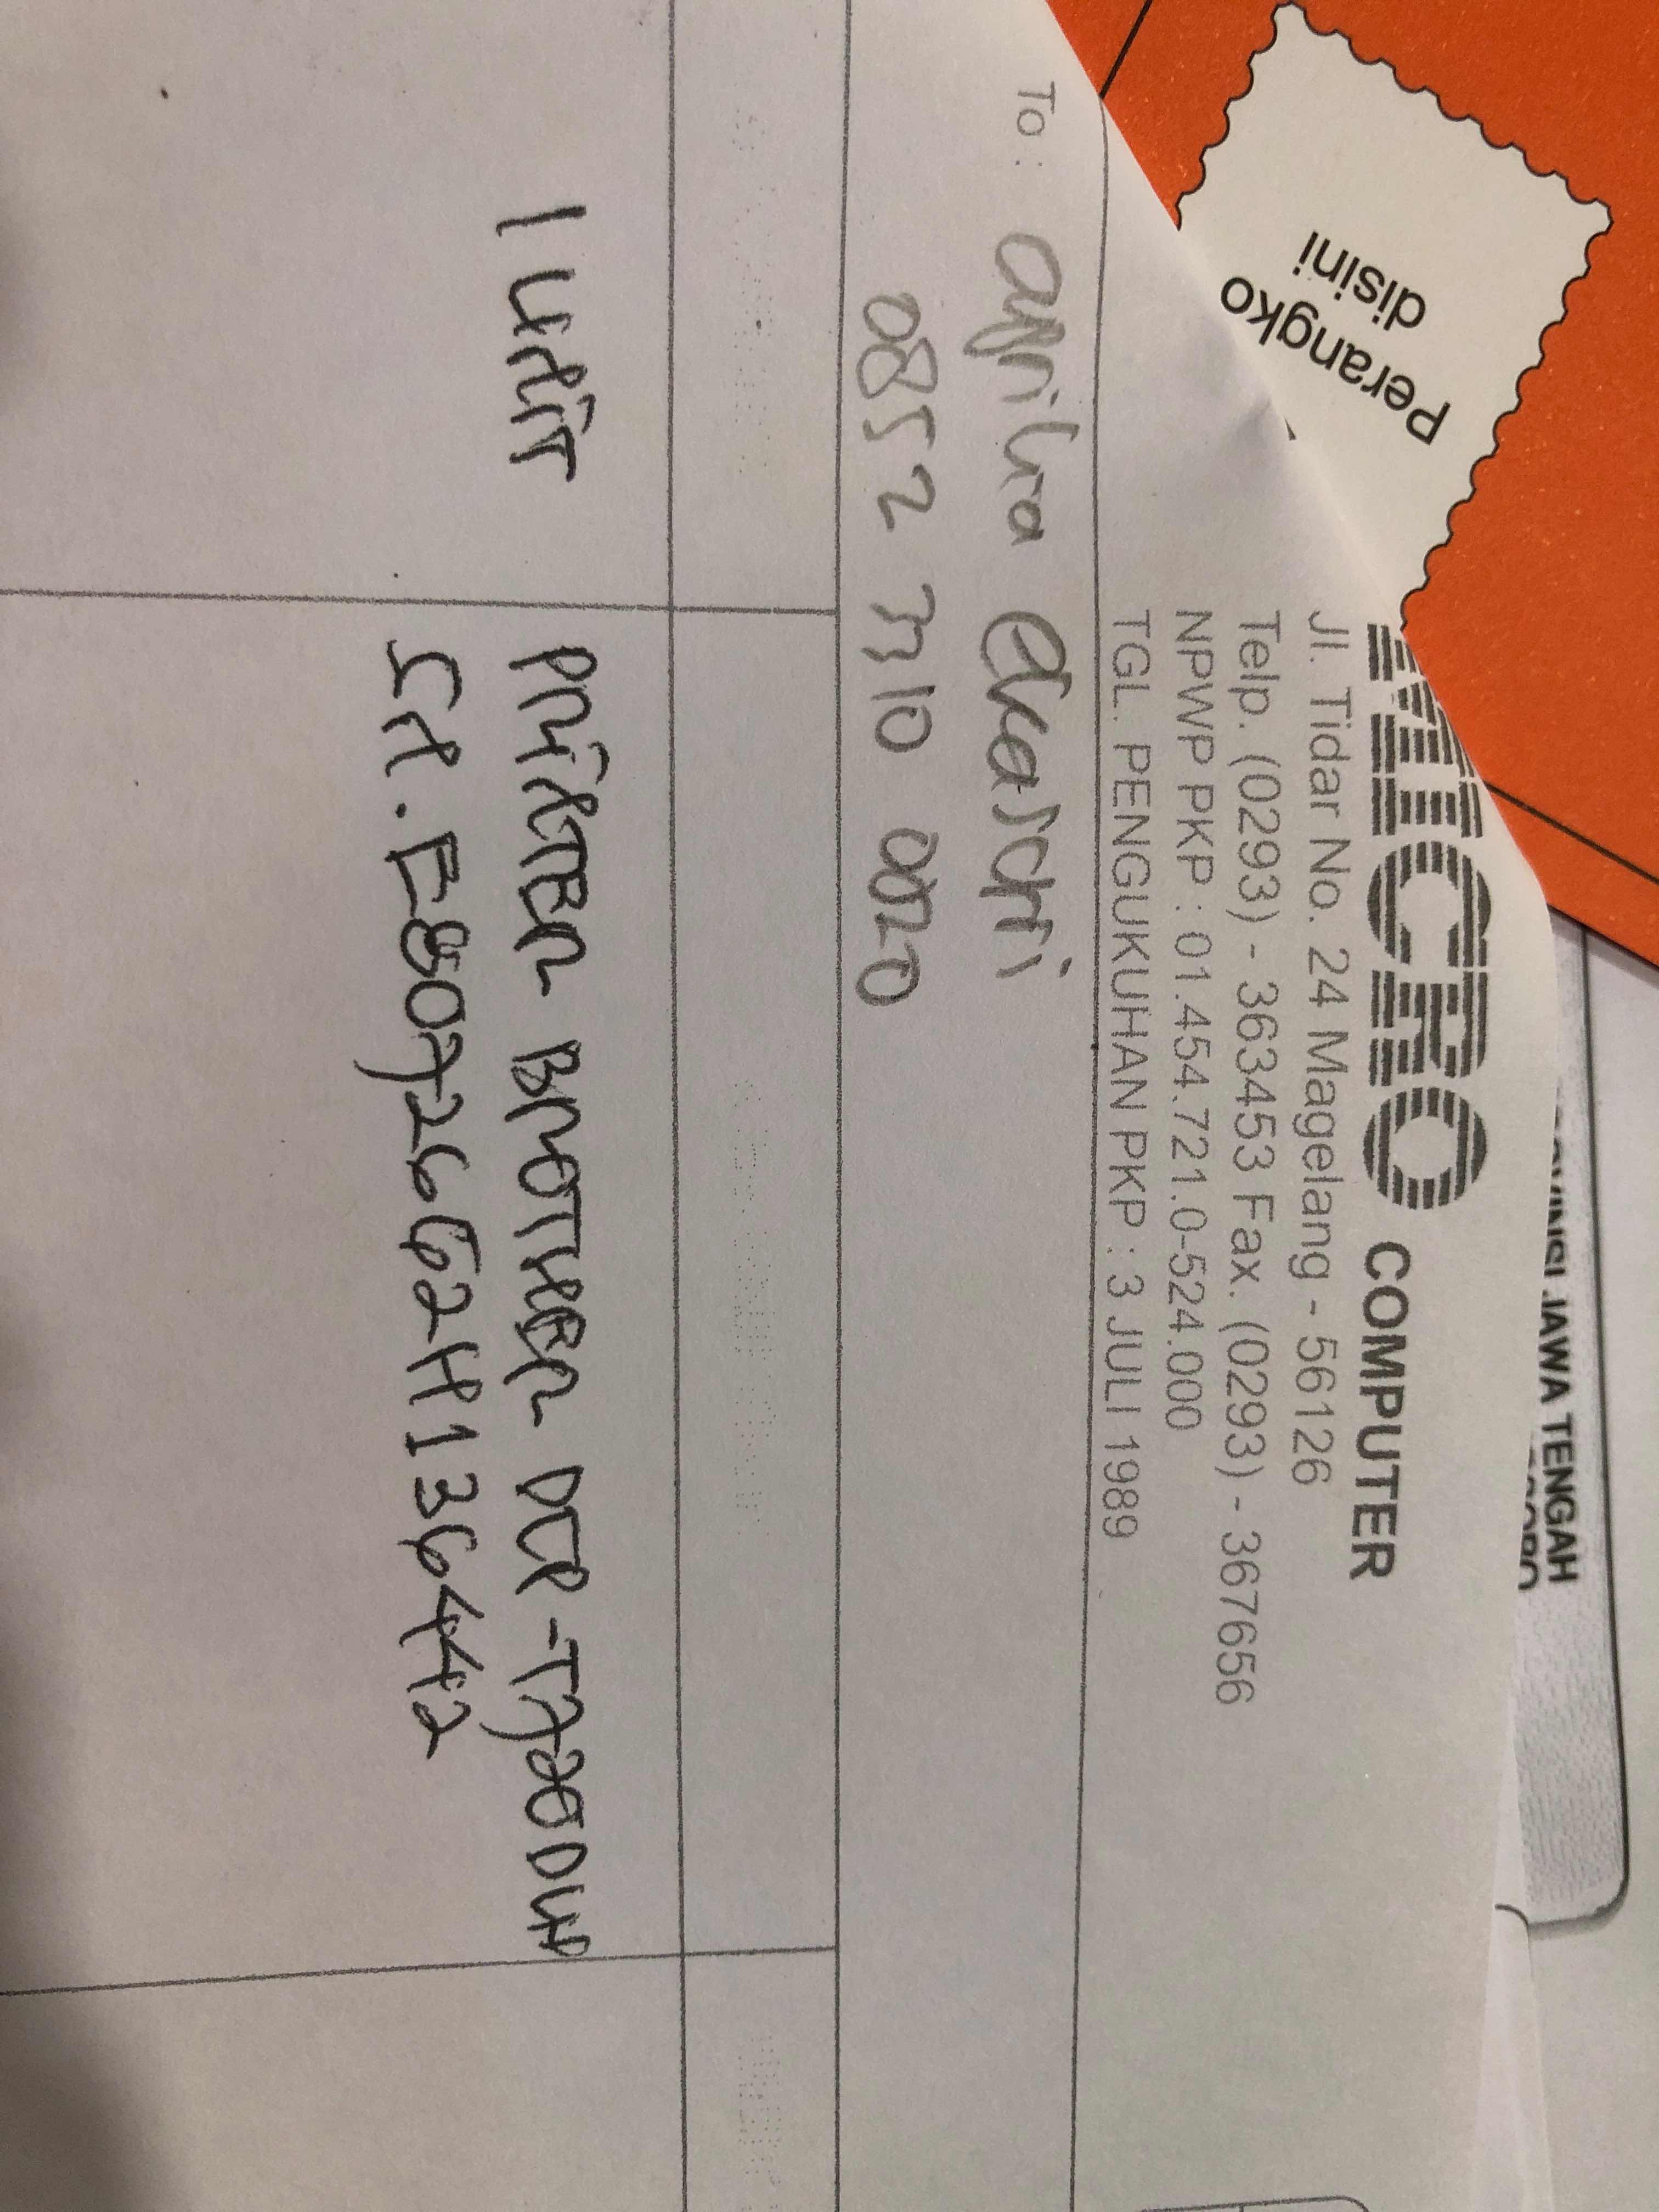 MICRO COMPUTER
Jl. Tidar No. 24 Magelang - 56126
Telp. (0293) - 363453 Fax. (0293) - 367656
NPWP PKP : 01.454.721.0-524.000
TGL. PENGUKUHAN PKP : 3 JULI 1989
To :
0852 2310 0020
1 UNIT PRINTER BROTHER DCP-T720DW
SN. E80726G2H136442
Perangko
disini
JAWA TENGAH